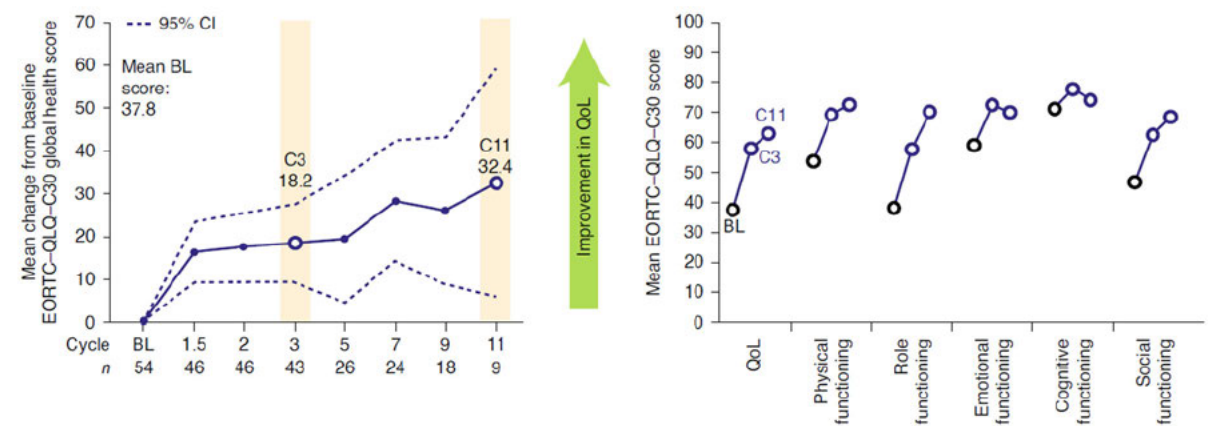 70
60
50
40
30
20
10
0
Mean change from baseline
EORTC–QLQ–C30 global health score
95% CI
Mean BL
score:
37.8
C3
18.2
C11
32.4
Cycle BL 1.5 2 3 5 7 9 11
n 54 46 46 43 26 24 18 9
Improvement in QoL
100
90
80
70
60
50
40
30
20
10
0
Mean EORTC–QLQ–C30 score
C11
C3
BL
QoL
Physical
functioning
Role
functioning
Emotional
functioning
Cognitive
functioning
Social
functioning